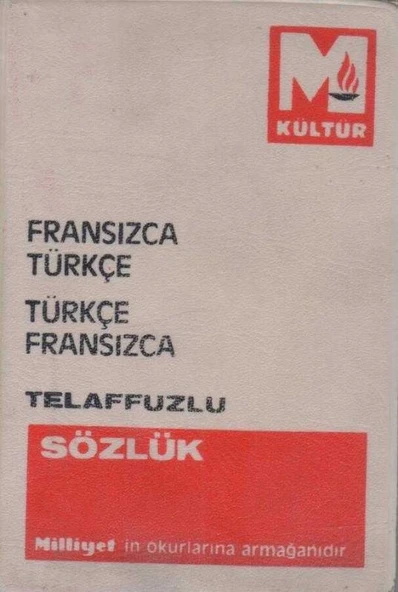 M
KÜLTÜR
FRANSIZCA
TÜRKÇE
TÜRKÇE
FRANSIZCA
TELAFFUZLU
SÖZLÜK
Milliyet in okurlarına armağanıdır